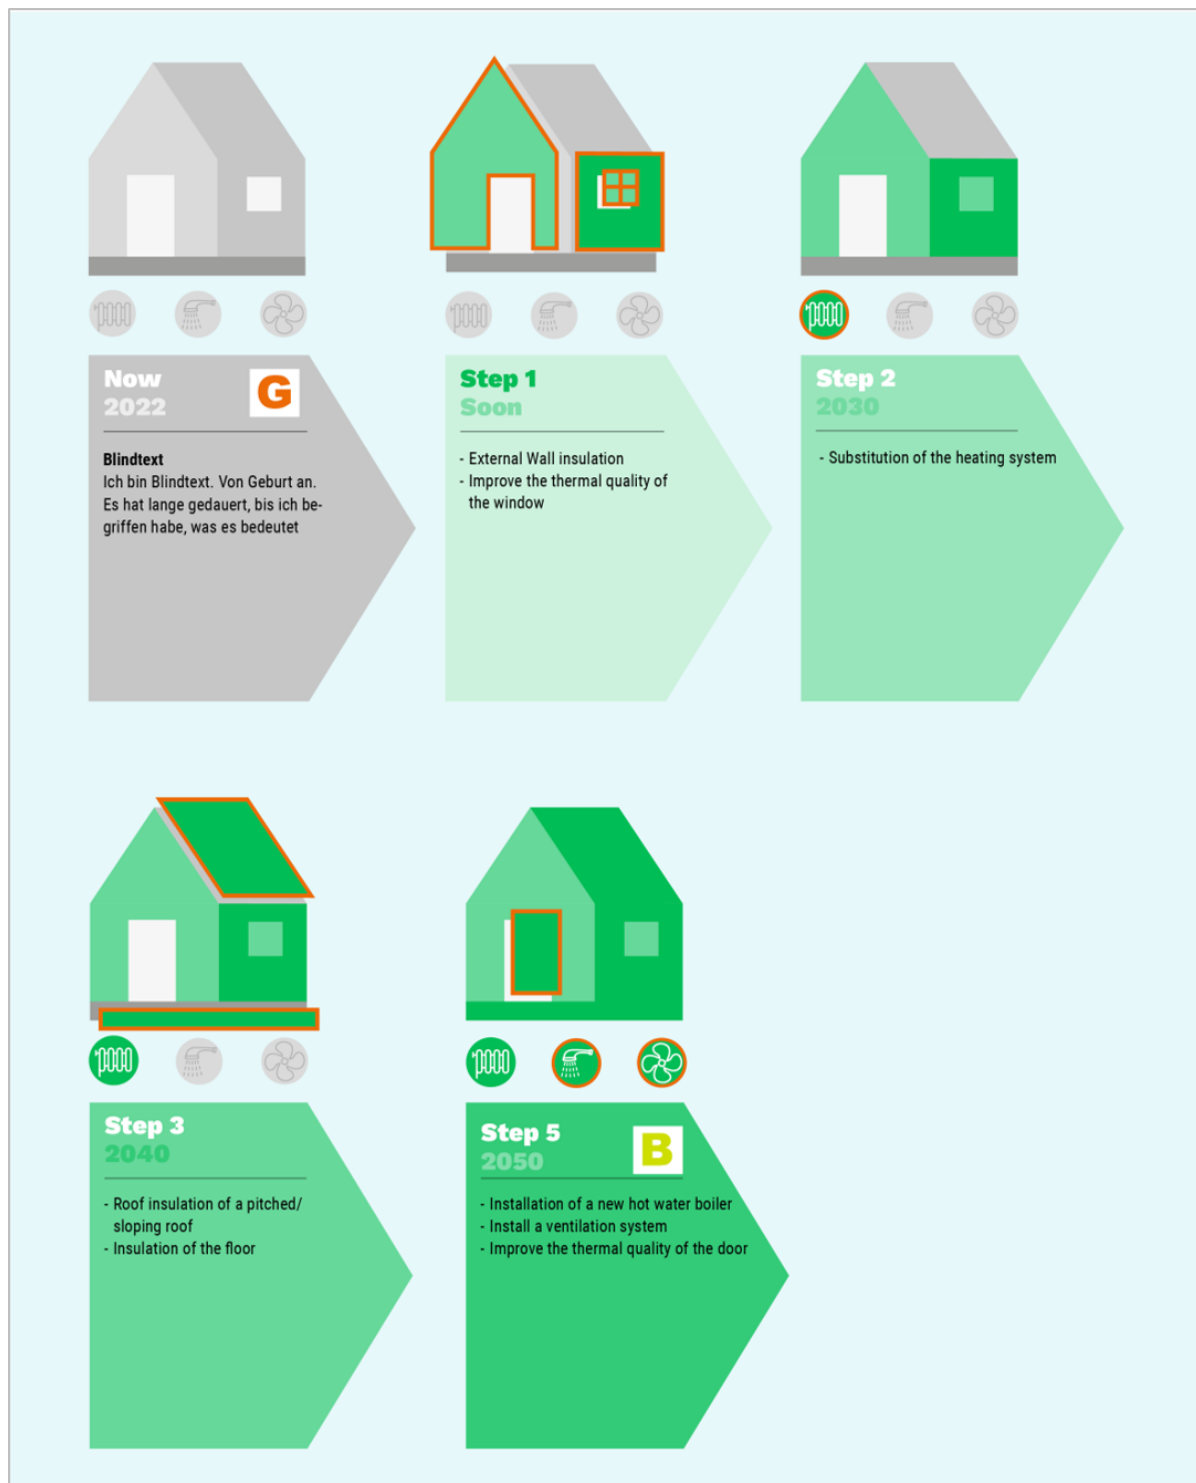 Now
2022
G
Blindtext
Ich bin Blindtext. Von Geburt an.
Es hat lange gedauert, bis ich be-
griffen habe, was es bedeutet
Step 1
Soon
- External Wall insulation
- Improve the thermal quality of
the window
Step 2
2030
- Substitution of the heating system
Step 3
2040
- Roof insulation of a pitched/
sloping roof
- Insulation of the floor
Step 5
2050
B
- Installation of a new hot water boiler
- Install a ventilation system
- Improve the thermal quality of the door